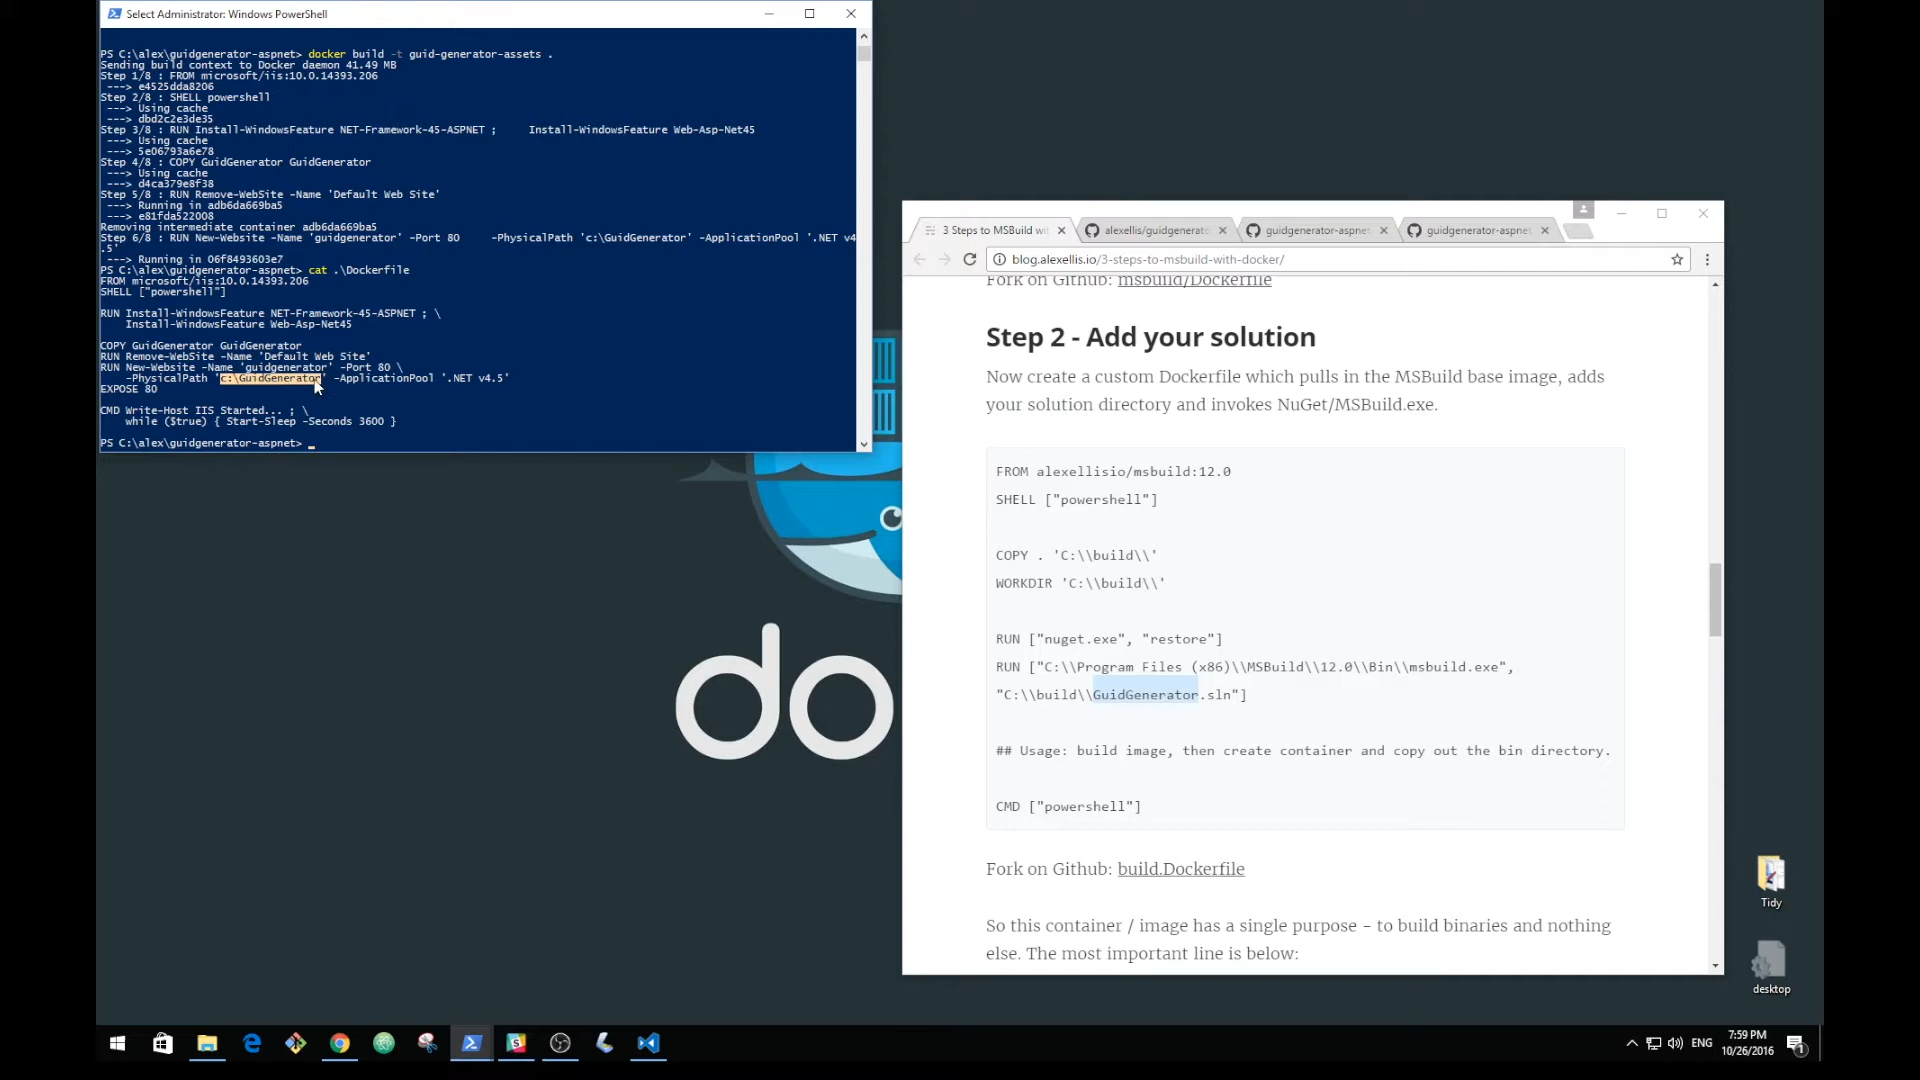 Select Administrator: Windows PowerShell
PS C:\alex\guidgenerator-aspnet> docker build -t guid-generator-assets .
Sending build context to Docker daemon 41.49 MB
Step 1/8 : FROM microsoft/iis:10.0.14393.206
---> e4525dda8206
Step 2/8 : SHELL powershell
---> Using cache
---> dbd2c2e3de35
Step 3/8 : RUN Install-WindowsFeature NET-Framework-45-ASPNET ;     Install-WindowsFeature Web-Asp-Net45
---> Using cache
---> 5e06793a6e78
Step 4/8 : COPY GuidGenerator GuidGenerator
---> Using cache
---> d4ca379e8f38
Step 5/8 : RUN Remove-WebSite -Name 'Default Web Site'
---> Running in adb6da669ba5
---> e81fda522008
Removing intermediate container adb6da669ba5
Step 6/8 : RUN New-Website -Name 'guidgenerator' -Port 80     -PhysicalPath 'c:\GuidGenerator' -ApplicationPool '.NET v4
.5'
---> Running in 06f8493603e7
PS C:\alex\guidgenerator-aspnet> cat .\Dockerfile
FROM microsoft/iis:10.0.14393.206
SHELL ["powershell"]
RUN Install-WindowsFeature NET-Framework-45-ASPNET ; \
Install-WindowsFeature Web-Asp-Net45
COPY GuidGenerator GuidGenerator
RUN Remove-WebSite -Name 'Default Web Site'
RUN New-Website -Name 'guidgenerator' -Port 80 \
-PhysicalPath 'c:\GuidGenerator' -ApplicationPool '.NET v4.5'
EXPOSE 80
CMD Write-Host IIS Started... ; \
while ($true) { Start-Sleep -Seconds 3600 }
PS C:\alex\guidgenerator-aspnet> _
do
3 Steps to MSBuild wit
alexellis/guidgenerato
guidgenerator-aspnet
guidgenerator-aspnet
blog.alexellis.io/3-steps-to-msbuild-with-docker/
Fork on Github: msbuild/Dockerfile
Step 2 - Add your solution
Now create a custom Dockerfile which pulls in the MSBuild base image, adds
your solution directory and invokes NuGet/MSBuild.exe.
FROM alexellisio/msbuild:12.0
SHELL ["powershell"]
COPY . 'C:\\build\\'
WORKDIR 'C:\\build\\'
RUN ["nuget.exe", "restore"]
RUN ["C:\\Program Files (x86)\\MSBuild\\12.0\\Bin\\msbuild.exe",
"C:\\build\\GuidGenerator.sln"]
## Usage: build image, then create container and copy out the bin directory.
CMD ["powershell"]
Fork on Github: build.Dockerfile
So this container / image has a single purpose - to build binaries and nothing
else. The most important line is below:
Tidy
desktop
ENG
7:59 PM
10/26/2016
1